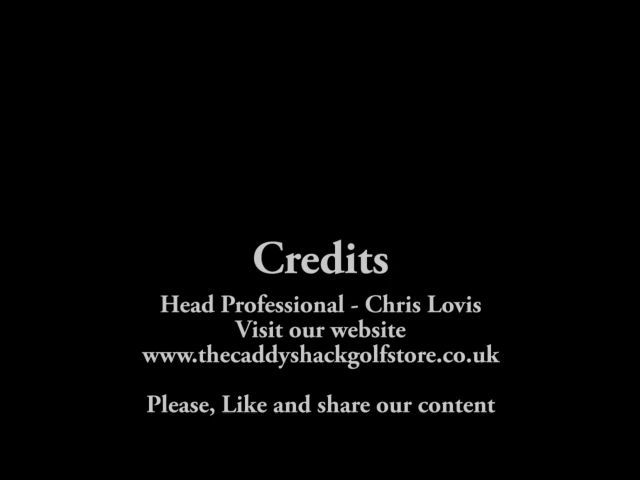 Credits
Head Professional - Chris Lovis
Visit our website
www.thecaddyshackgolfstore.co.uk
Please, Like and share our content